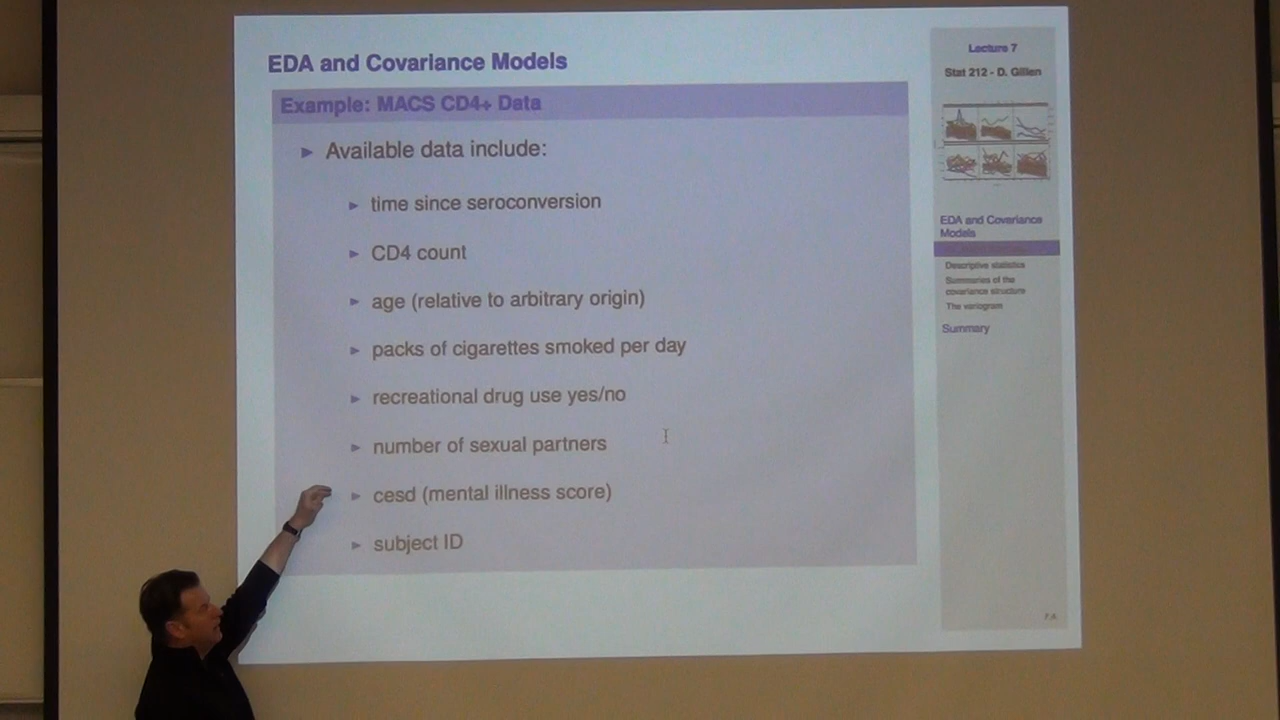 EDA and Covariance Models
Example: MACS CD4+ Data
Available data include:
time since seroconversion
CD4 count
age (relative to arbitrary origin)
packs of cigarettes smoked per day
recreational drug use yes/no
number of sexual partners
cesd (mental illness score)
subject ID
Lecture 7
Stat 212 - D. Gillen
EDA and Covariance
Models
Descriptive statistics
Summaries of the
covariance structure
The variogram
Summary